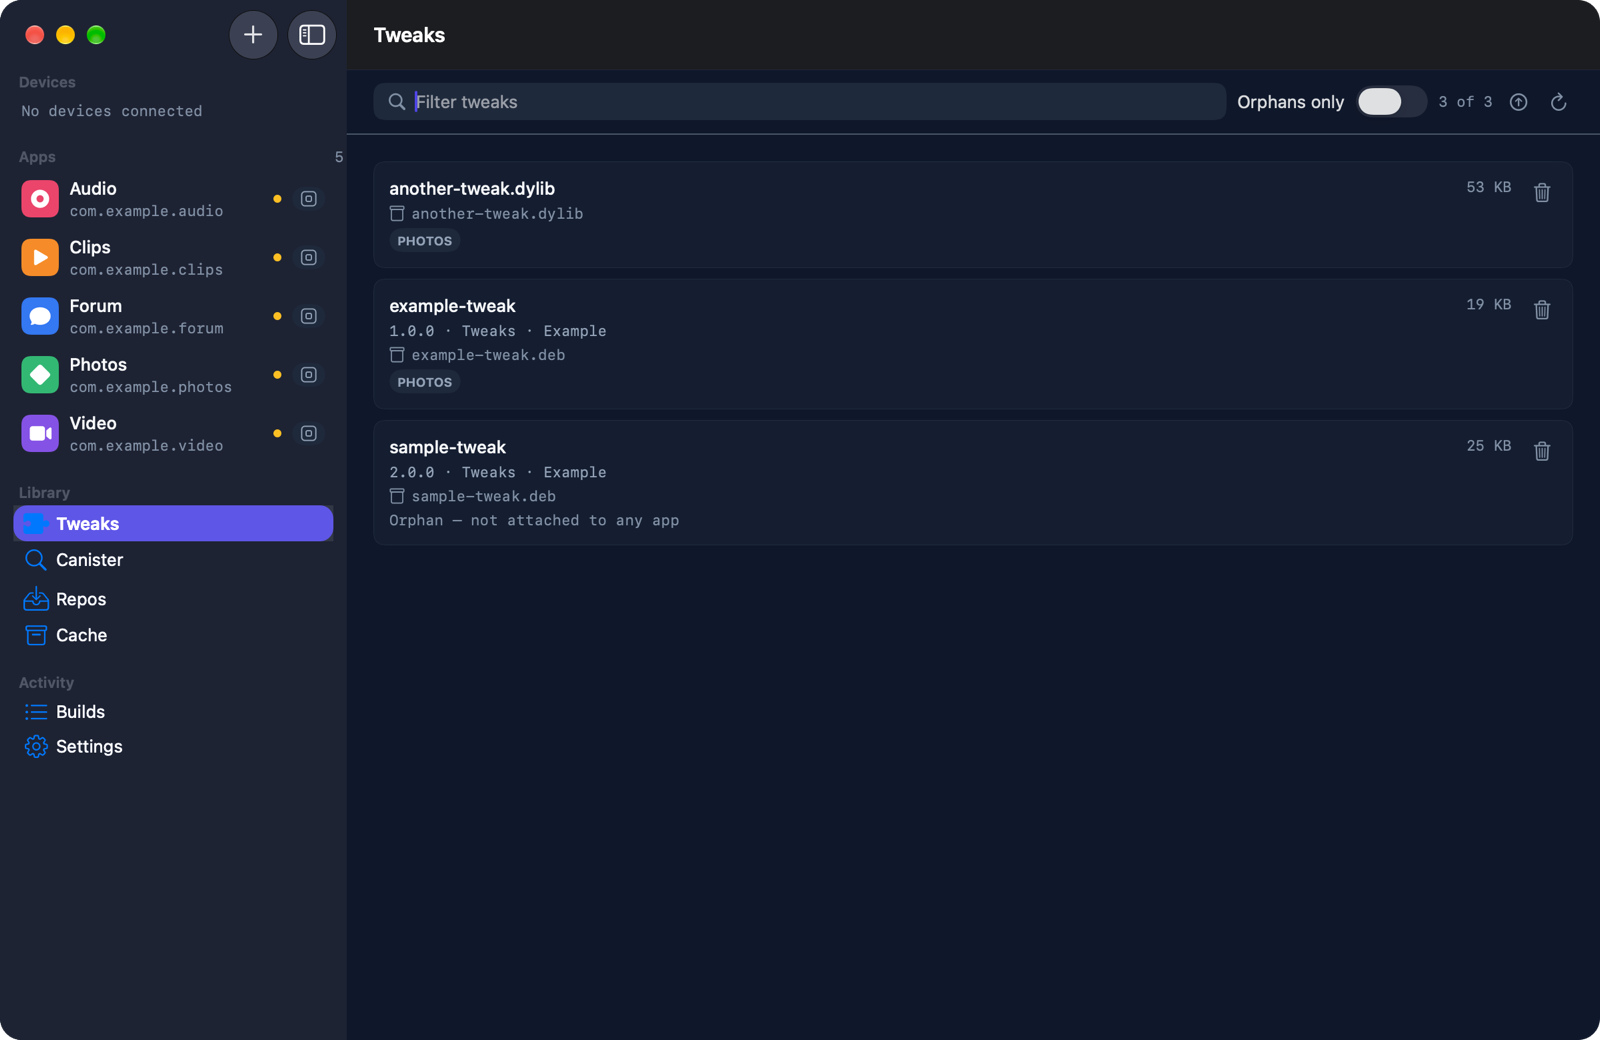 Devices
No devices connected
Apps 5
Audio
com.example.audio
Clips
com.example.clips
Forum
com.example.forum
Photos
com.example.photos
Video
com.example.video
Library
Tweaks
Canister
Repos
Cache
Activity
Builds
Settings
Tweaks
Filter tweaks Orphans only 3 of 3
another-tweak.dylib 53 KB
another-tweak.dylib
PHOTOS
example-tweak 19 KB
1.0.0 · Tweaks · Example
example-tweak.deb
PHOTOS
sample-tweak 25 KB
2.0.0 · Tweaks · Example
sample-tweak.deb
Orphan — not attached to any app